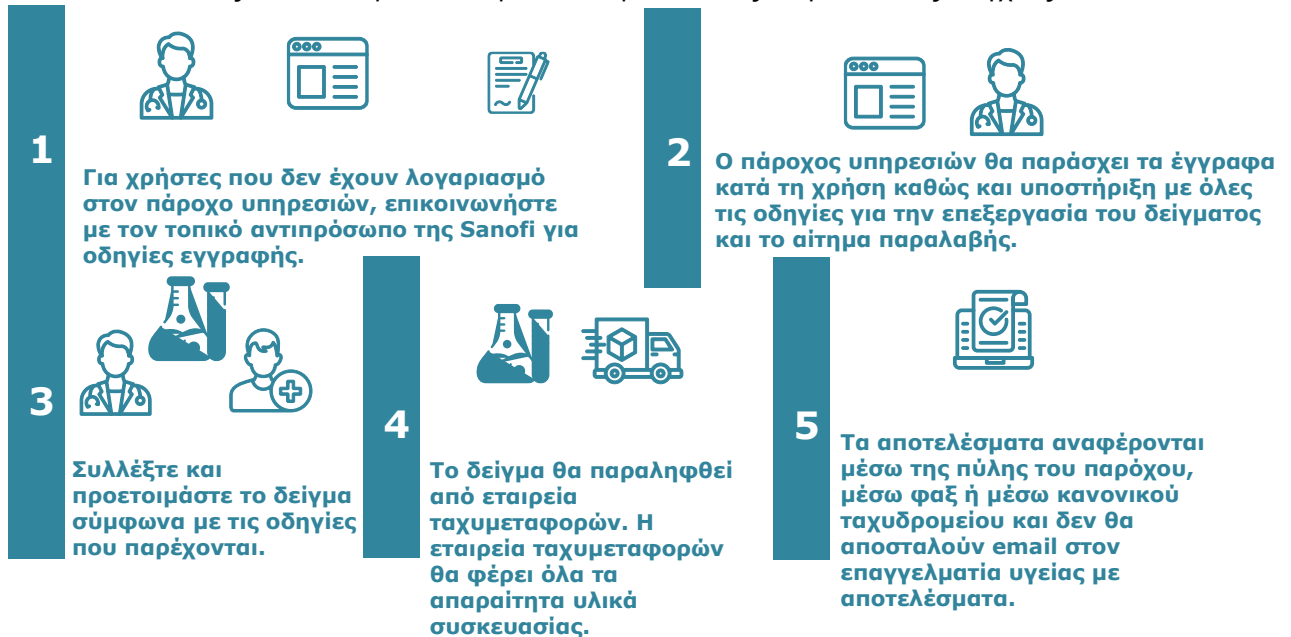 1
Για χρήστες που δεν έχουν λογαριασμό
στον πάροχο υπηρεσιών, επικοινωνήστε
με τον τοπικό αντιπρόσωπο της Sanofi για
οδηγίες εγγραφής.
2
Ο πάροχος υπηρεσιών θα παράσχει τα έγγραφα
κατά τη χρήση καθώς και υποστήριξη με όλες
τις οδηγίες για την επεξεργασία του δείγματος
και το αίτημα παραλαβής.
3
Συλλέξτε και
προετοιμάστε το δείγμα
σύμφωνα με τις οδηγίες
που παρέχονται.
4
Το δείγμα θα παραληφθεί
από εταιρεία
ταχυμεταφορών. Η
εταιρεία ταχυμεταφορών
θα φέρει όλα τα
απαραίτητα υλικά
συσκευασίας.
5
Τα αποτελέσματα αναφέρονται
μέσω της πύλης του παρόχου,
μέσω φαξ ή μέσω κανονικού
ταχυδρομείου και δεν θα
αποσταλούν email στον
επαγγελματία υγείας με
αποτελέσματα.